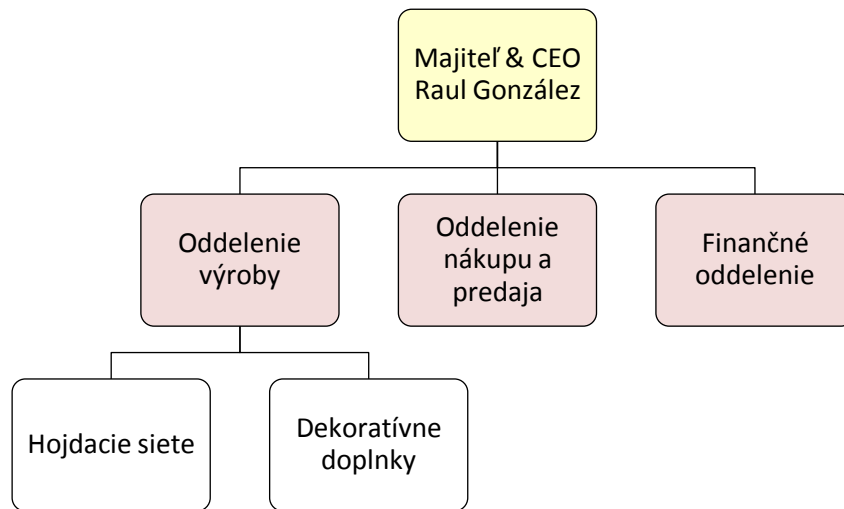 Majiteľ & CEO
Raul González
Oddelenie
výroby
Oddelenie
nákupu a
predaja
Finančné
oddelenie
Hojdacie siete
Dekoratívne
doplnky